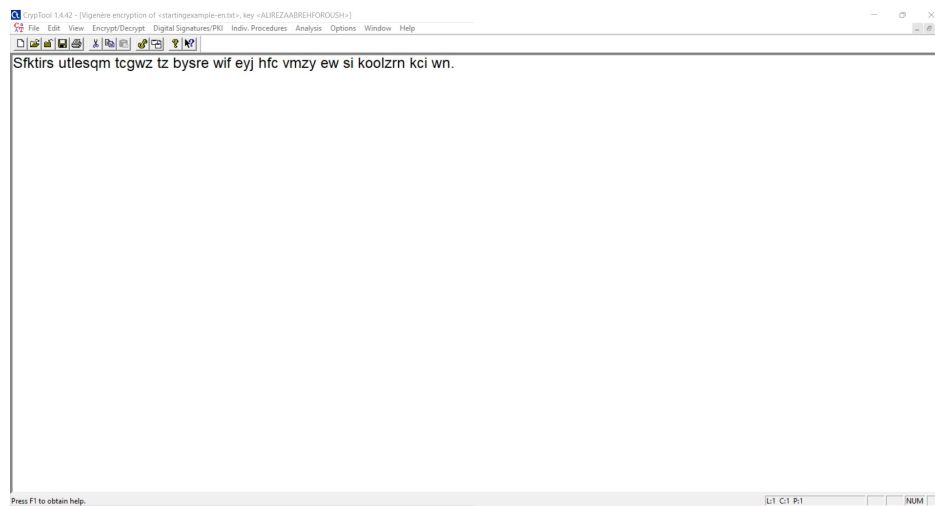 CrypTool 1.4.42 - [Vigenère encryption of <startingexample-en.txt>, key <ALIREZAABREHFOROUSH>]
File Edit View Encrypt/Decrypt Digital Signatures/PKI Indiv. Procedures Analysis Options Window Help
Sfktirs utlesqm tcgwz tz bysre wif eyj hfc vmzy ew si koolzrn kci wn.
Press F1 to obtain help. L:1 C:1 P:1 NUM